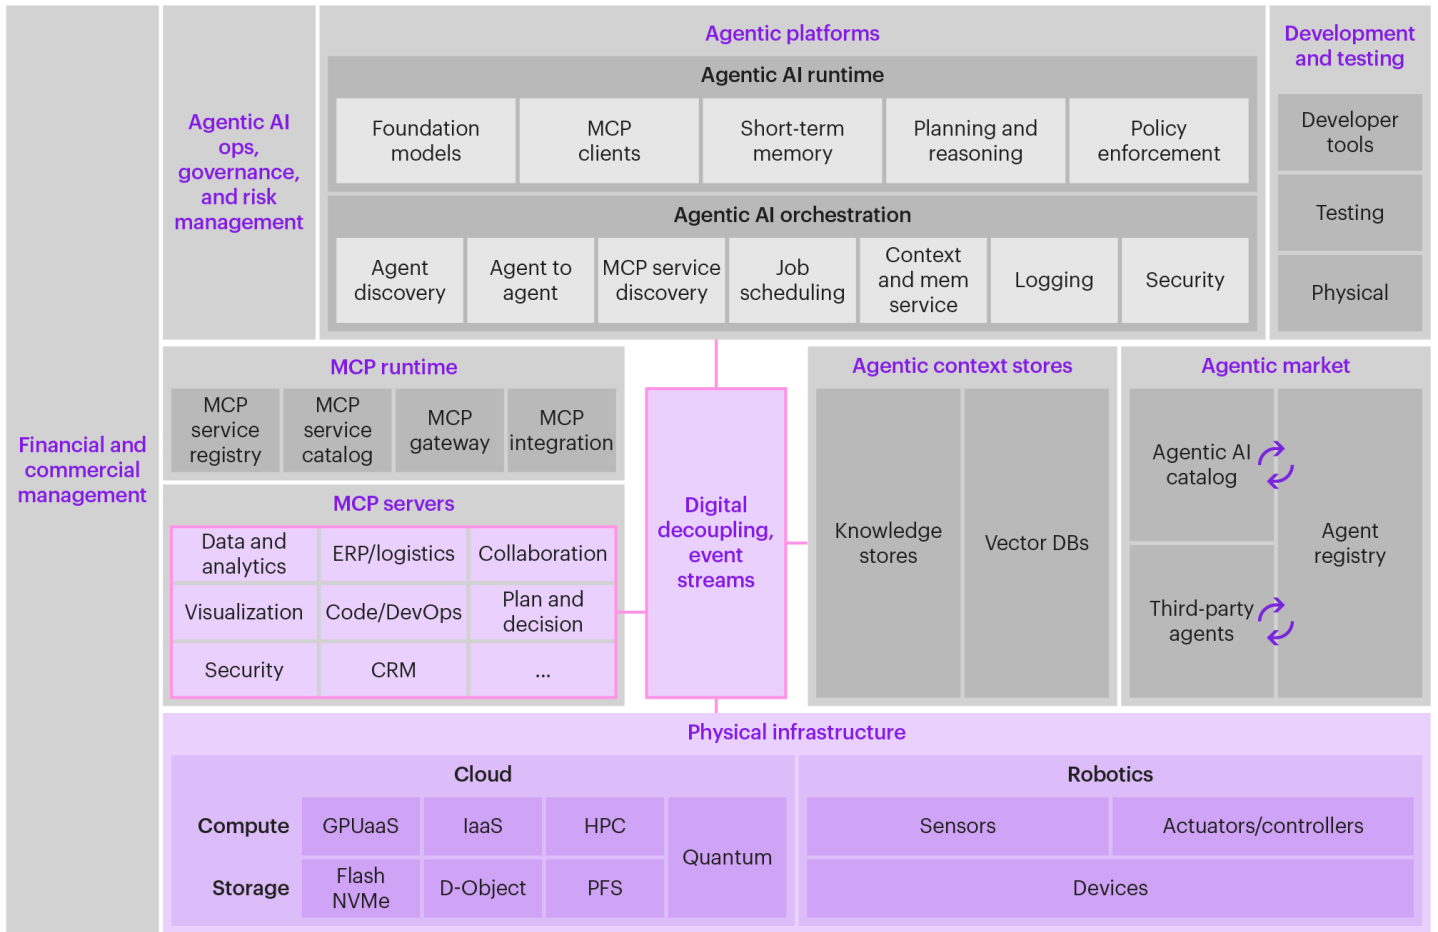 Financial and
commercial
management
Agentic AI
ops,
governance,
and risk
management
Agentic platforms
Agentic AI runtime
Foundation
models
MCP
clients
Short-term
memory
Planning and
reasoning
Policy
enforcement
Agentic AI orchestration
Agent
discovery
Agent to
agent
MCP service
discovery
Job
scheduling
Context
and mem
service
Logging
Security
Development
and testing
Developer
tools
Testing
Physical
MCP runtime
MCP
service
registry
MCP
service
catalog
MCP
gateway
MCP
integration
MCP servers
Data and
analytics
ERP/logistics
Collaboration
Visualization
Code/DevOps
Plan and
decision
Security
CRM
...
Digital
decoupling,
event
streams
Agentic context stores
Knowledge
stores
Vector DBs
Agentic market
Agentic AI
catalog
Third-party
agents
Agent
registry
Physical infrastructure
Cloud
Compute
GPUaaS
IaaS
HPC
Quantum
Storage
Flash
NVMe
D-Object
PFS
Robotics
Sensors
Actuators/controllers
Devices